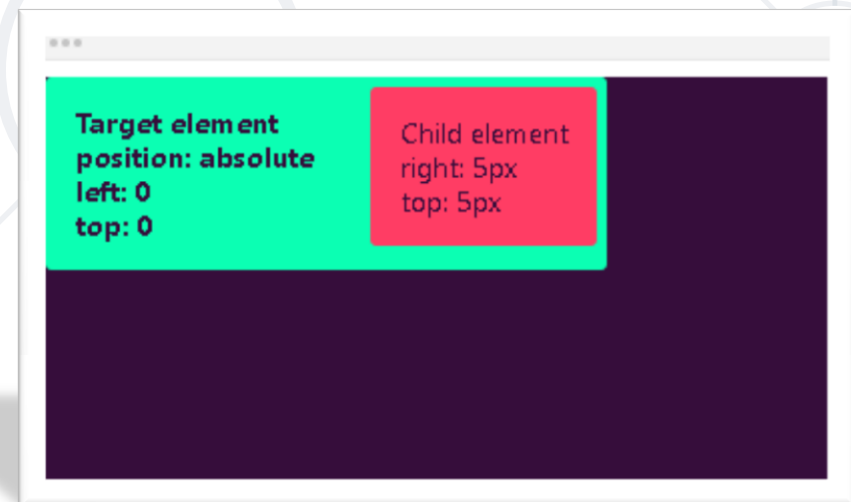 Target element
position: absolute
left: 0
top: 0
Child element
right: 5px
top: 5px